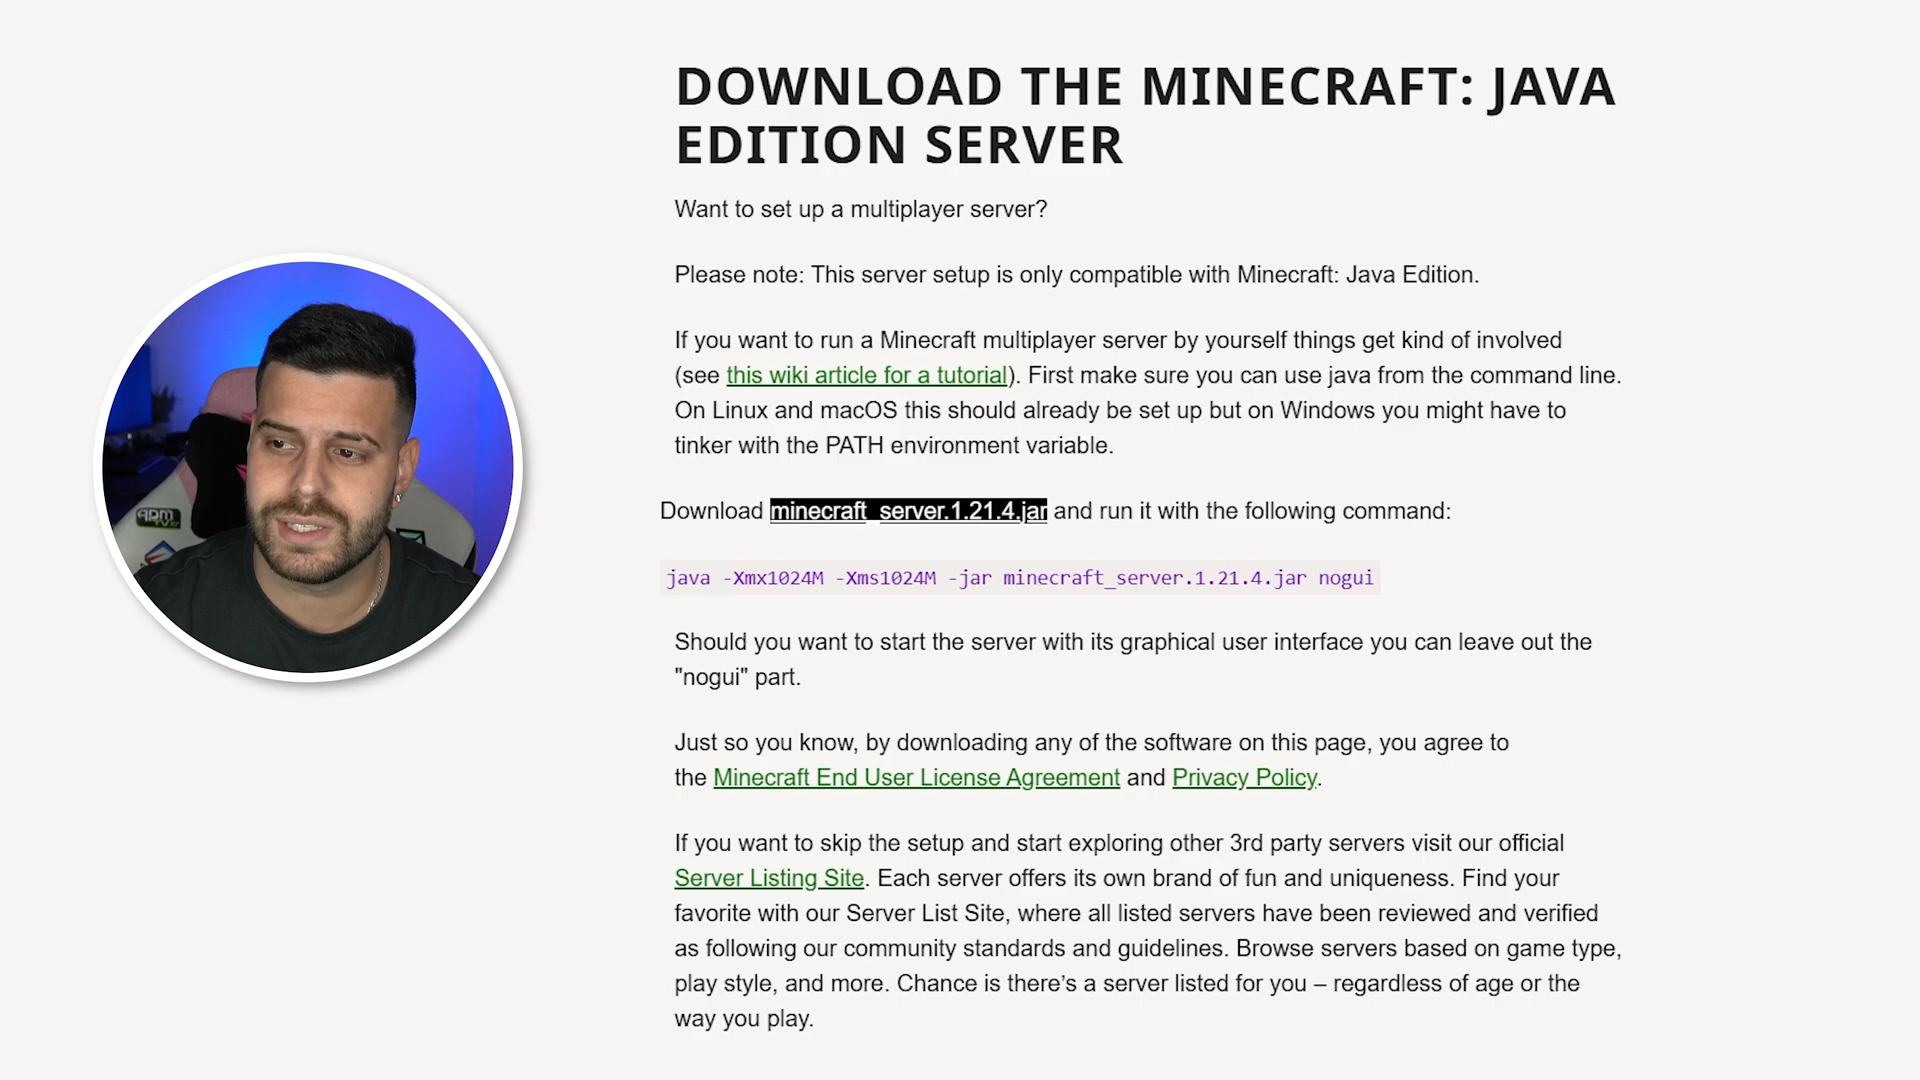 DOWNLOAD THE MINECRAFT: JAVA
EDITION SERVER
Want to set up a multiplayer server?
Please note: This server setup is only compatible with Minecraft: Java Edition.
If you want to run a Minecraft multiplayer server by yourself things get kind of involved
(see this wiki article for a tutorial). First make sure you can use java from the command line.
On Linux and macOS this should already be set up but on Windows you might have to
tinker with the PATH environment variable.
Download minecraft_server.1.21.4.jar and run it with the following command:
java -Xmx1024M -Xms1024M -jar minecraft_server.1.21.4.jar nogui
Should you want to start the server with its graphical user interface you can leave out the
"nogui" part.
Just so you know, by downloading any of the software on this page, you agree to
the Minecraft End User License Agreement and Privacy Policy.
If you want to skip the setup and start exploring other 3rd party servers visit our official
Server Listing Site. Each server offers its own brand of fun and uniqueness. Find your
favorite with our Server List Site, where all listed servers have been reviewed and verified
as following our community standards and guidelines. Browse servers based on game type,
play style, and more. Chance is there’s a server listed for you – regardless of age or the
way you play.